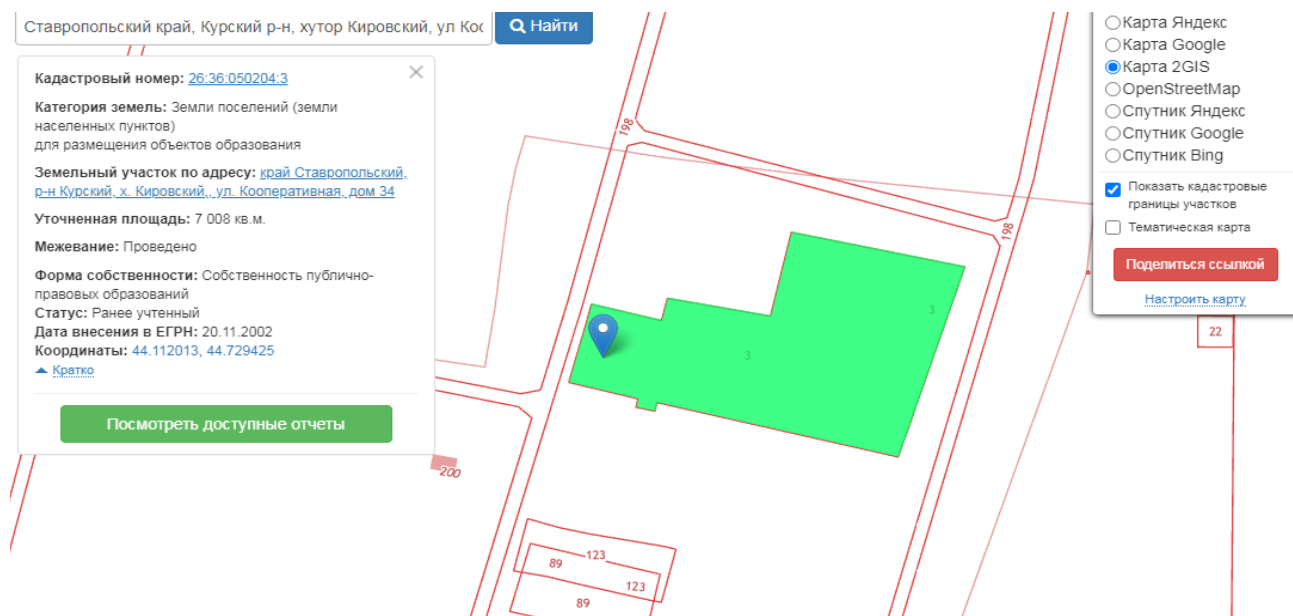 Ставропольский край, Курский р-н, хутор Кировский, ул Кос
Найти
Кадастровый номер: 26:36:050204:3
Категория земель: Земли поселений (земли
населенных пунктов)
для размещения объектов образования
Земельный участок по адресу: край Ставропольский,
р-н Курский, х. Кировский,, ул. Кооперативная, дом 34
Уточненная площадь: 7 008 кв.м.
Межевание: Проведено
Форма собственности: Собственность публично-
правовых образований
Статус: Ранее учтенный
Дата внесения в ЕГРН: 20.11.2002
Координаты: 44.112013, 44.729425
Кратко
Посмотреть доступные отчеты
198
198
3
3
200
123
89
123
89
22
Карта Яндекс
Карта Google
Карта 2GIS
OpenStreetMap
Спутник Яндекс
Спутник Google
Спутник Bing
Показать кадастровые
границы участков
Тематическая карта
Поделиться ссылкой
Настроить карту